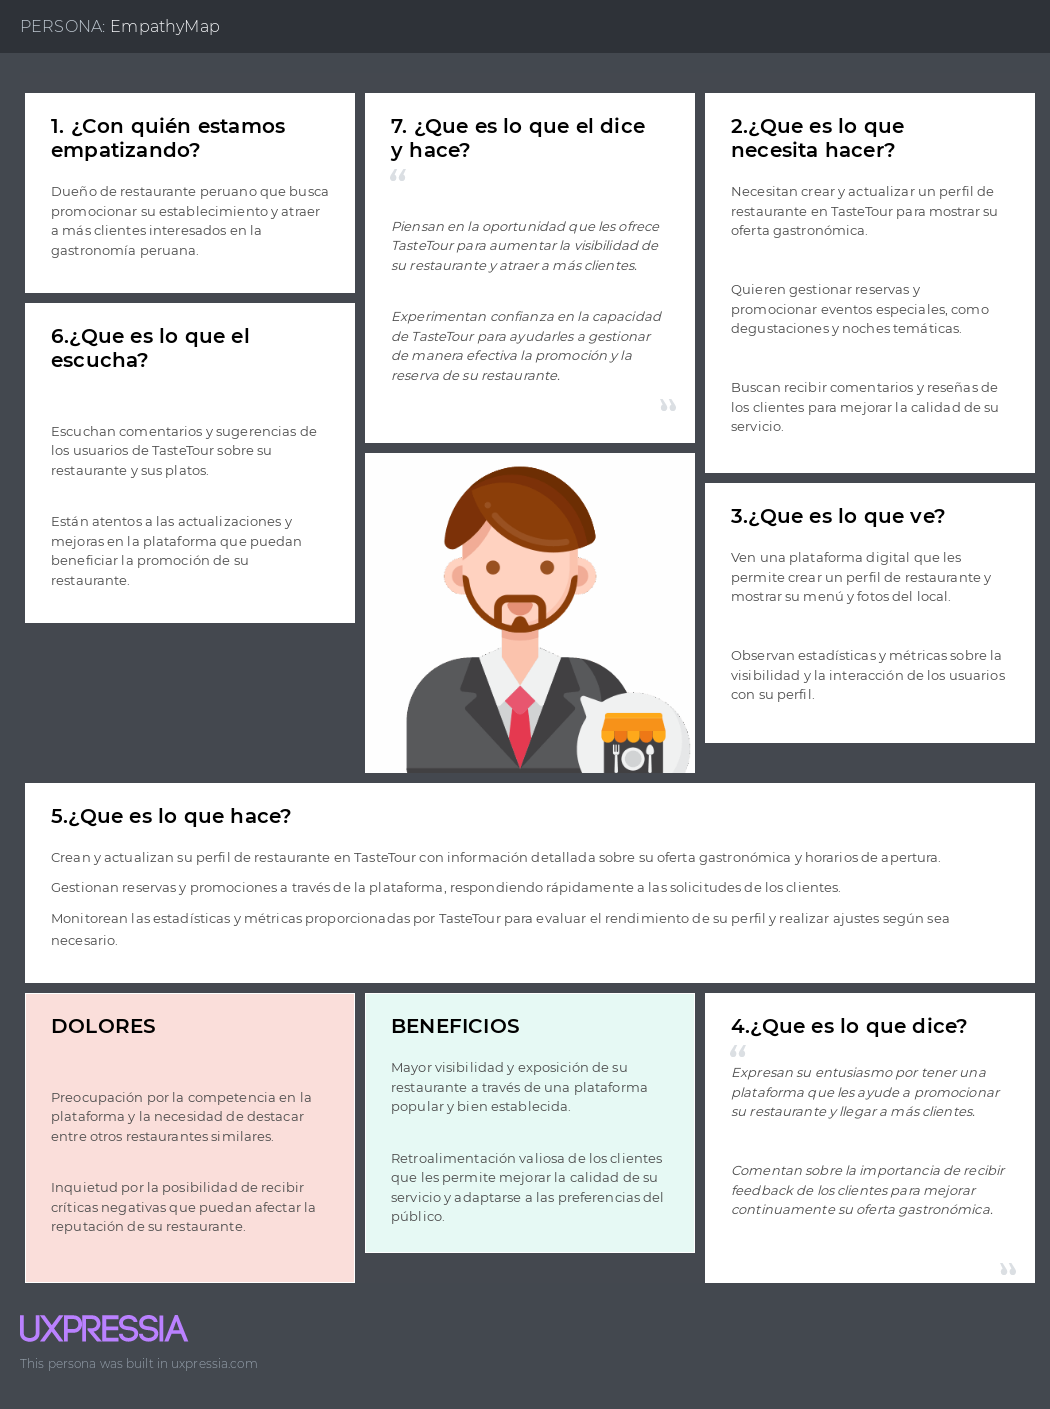 PERSONA: EmpathyMap
1. ¿Con quién estamos
empatizando?
Dueño de restaurante peruano que busca
promocionar su establecimiento y atraer
a más clientes interesados en la
gastronomía peruana.
7. ¿Que es lo que el dice
y hace?
“
Piensan en la oportunidad que les ofrece
TasteTour para aumentar la visibilidad de
su restaurante y atraer a más clientes.
Experimentan confianza en la capacidad
de TasteTour para ayudarles a gestionar
de manera efectiva la promoción y la
reserva de su restaurante.
”
2.¿Que es lo que
necesita hacer?
Necesitan crear y actualizar un perfil de
restaurante en TasteTour para mostrar su
oferta gastronómica.
Quieren gestionar reservas y
promocionar eventos especiales, como
degustaciones y noches temáticas.
Buscan recibir comentarios y reseñas de
los clientes para mejorar la calidad de su
servicio.
6.¿Que es lo que el
escucha?
Escuchan comentarios y sugerencias de
los usuarios de TasteTour sobre su
restaurante y sus platos.
Están atentos a las actualizaciones y
mejoras en la plataforma que puedan
beneficiar la promoción de su
restaurante.
3.¿Que es lo que ve?
Ven una plataforma digital que les
permite crear un perfil de restaurante y
mostrar su menú y fotos del local.
Observan estadísticas y métricas sobre la
visibilidad y la interacción de los usuarios
con su perfil.
5.¿Que es lo que hace?
Crean y actualizan su perfil de restaurante en TasteTour con información detallada sobre su oferta gastronómica y horarios de apertura.
Gestionan reservas y promociones a través de la plataforma, respondiendo rápidamente a las solicitudes de los clientes.
Monitorean las estadísticas y métricas proporcionadas por TasteTour para evaluar el rendimiento de su perfil y realizar ajustes según sea
necesario.
DOLORES
Preocupación por la competencia en la
plataforma y la necesidad de destacar
entre otros restaurantes similares.
Inquietud por la posibilidad de recibir
críticas negativas que puedan afectar la
reputación de su restaurante.
BENEFICIOS
Mayor visibilidad y exposición de su
restaurante a través de una plataforma
popular y bien establecida.
Retroalimentación valiosa de los clientes
que les permite mejorar la calidad de su
servicio y adaptarse a las preferencias del
público.
4.¿Que es lo que dice?
“
Expresan su entusiasmo por tener una
plataforma que les ayude a promocionar
su restaurante y llegar a más clientes.
Comentan sobre la importancia de recibir
feedback de los clientes para mejorar
continuamente su oferta gastronómica.
”
UXPRESSIA
This persona was built in uxpressia.com